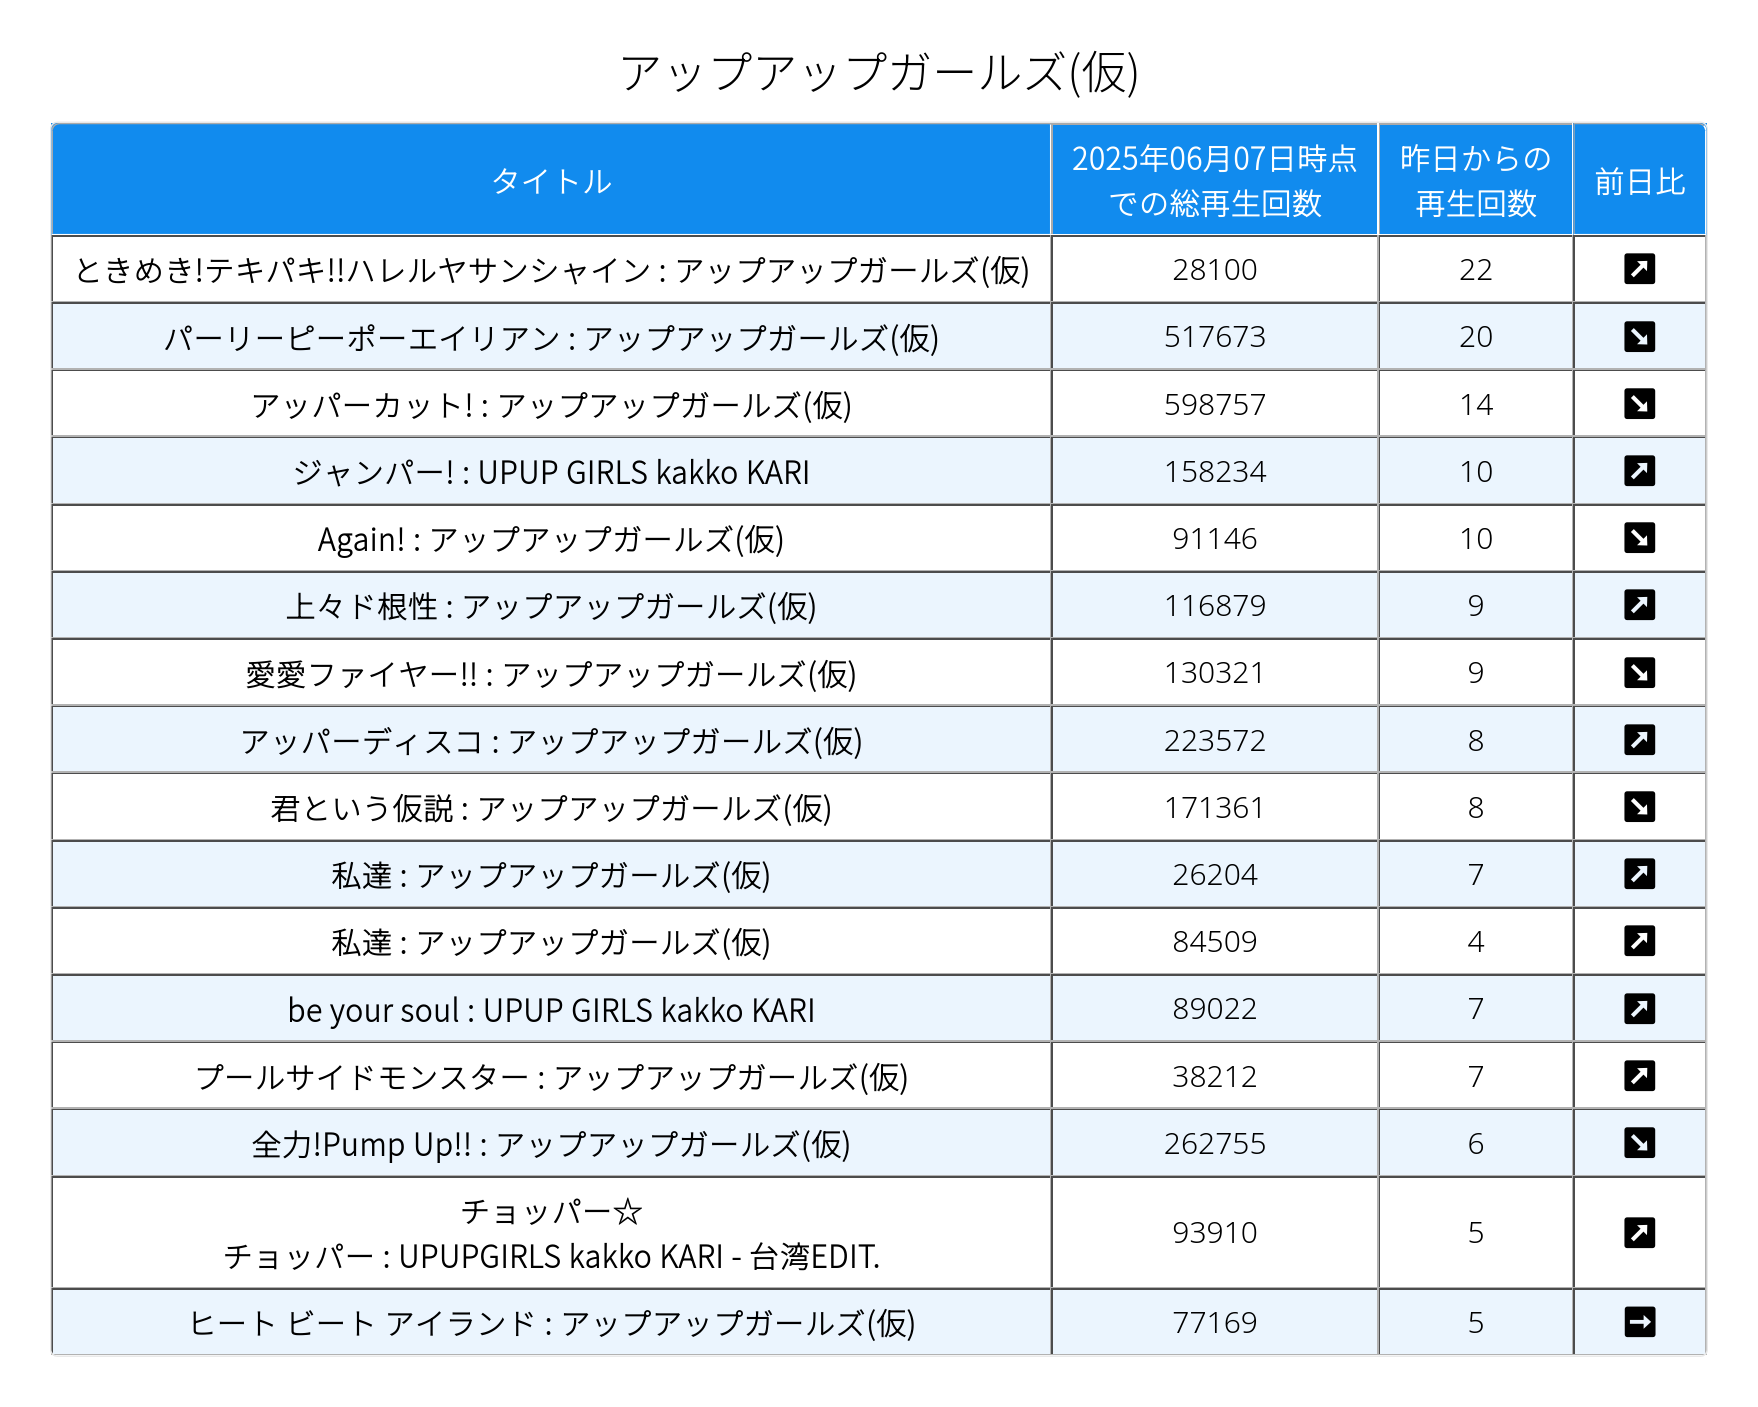 アップアップガールズ(仮)
タイトル 2025年06月07日時点での総再生回数 昨日からの再生回数 前日比
ときめき!テキパキ!!ハレルヤサンシャイン : アップアップガールズ(仮) 28100 22 ↗
パーリーピーポーエイリアン : アップアップガールズ(仮) 517673 20 ↘
アッパーカット! : アップアップガールズ(仮) 598757 14 ↘
ジャンパー! : UPUP GIRLS kakko KARI 158234 10 ↗
Again! : アップアップガールズ(仮) 91146 10 ↘
上々ド根性 : アップアップガールズ(仮) 116879 9 ↗
愛愛ファイヤー!! : アップアップガールズ(仮) 130321 9 ↘
アッパーディスコ : アップアップガールズ(仮) 223572 8 ↗
君という仮説 : アップアップガールズ(仮) 171361 8 ↘
私達 : アップアップガールズ(仮) 26204 7 ↗
私達 : アップアップガールズ(仮) 84509 4 ↗
be your soul : UPUP GIRLS kakko KARI 89022 7 ↗
プールサイドモンスター : アップアップガールズ(仮) 38212 7 ↗
全力!Pump Up!! : アップアップガールズ(仮) 262755 6 ↘
チョッパー☆
チョッパー : UPUPGIRLS kakko KARI - 台湾EDIT. 93910 5 ↗
ヒート ビート アイランド : アップアップガールズ(仮) 77169 5 →